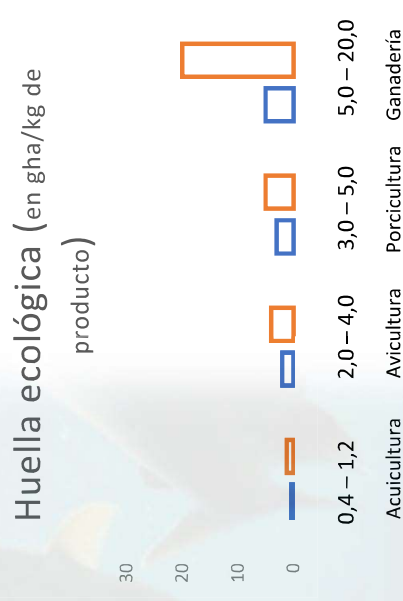 Huella ecológica (en gha/kg de
producto)
30
20
10
0
0,4 – 1,2
2,0 – 4,0
3,0 – 5,0
5,0 – 20,0
Acuicultura
Avicultura
Porcicultura
Ganadería